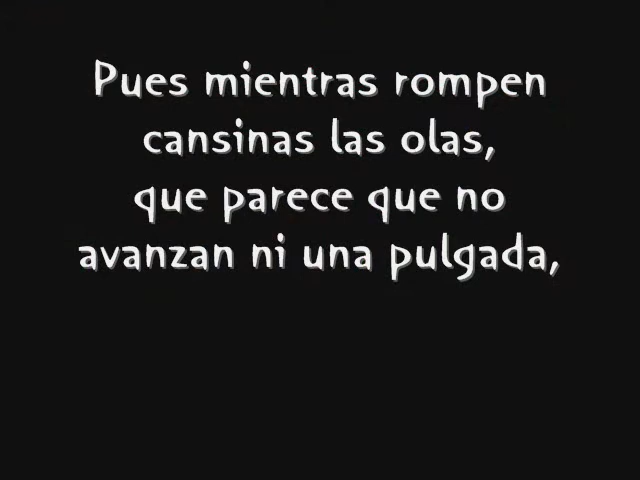 Pues mientras rompen
cansinas las olas,
que parece que no
avanzan ni una pulgada,